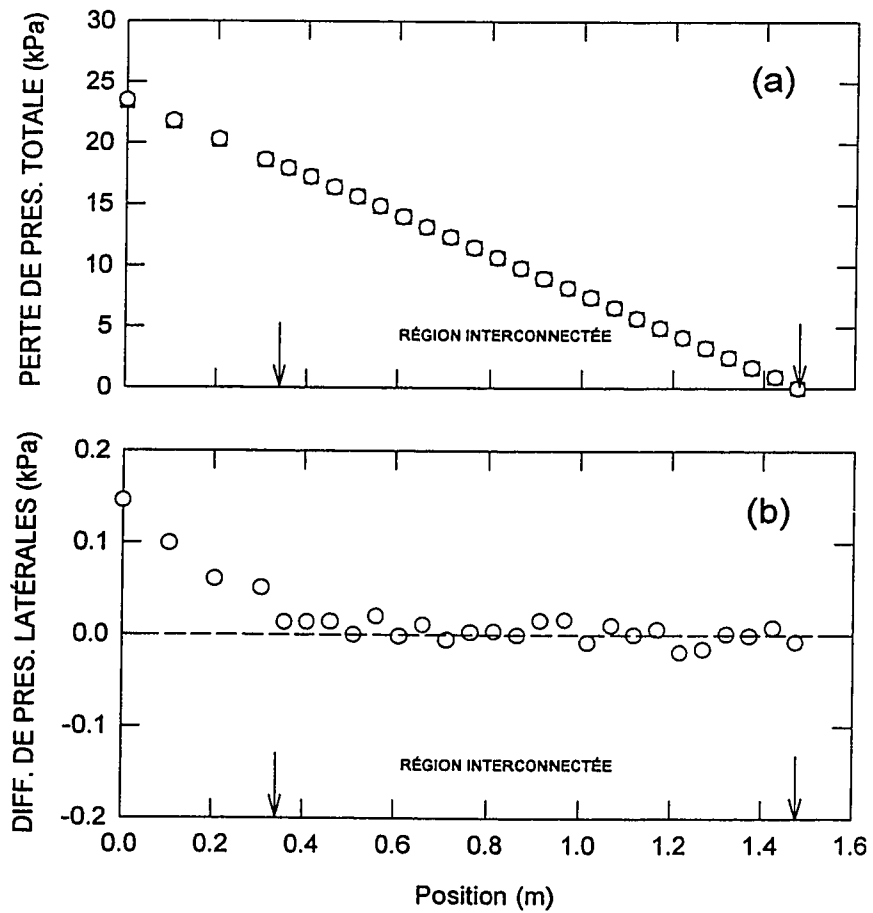 PERTE DE PRES. TOTALE (kPa)
30
25
20
15
10
5
0
(a)
RÉGION INTERCONNECTÉE
DIFF. DE PRES. LATÉRALES (kPa)
0.2
0.1
0.0
-0.1
-0.2
(b)
RÉGION INTERCONNECTÉE
0.0 0.2 0.4 0.6 0.8 1.0 1.2 1.4 1.6
Position (m)